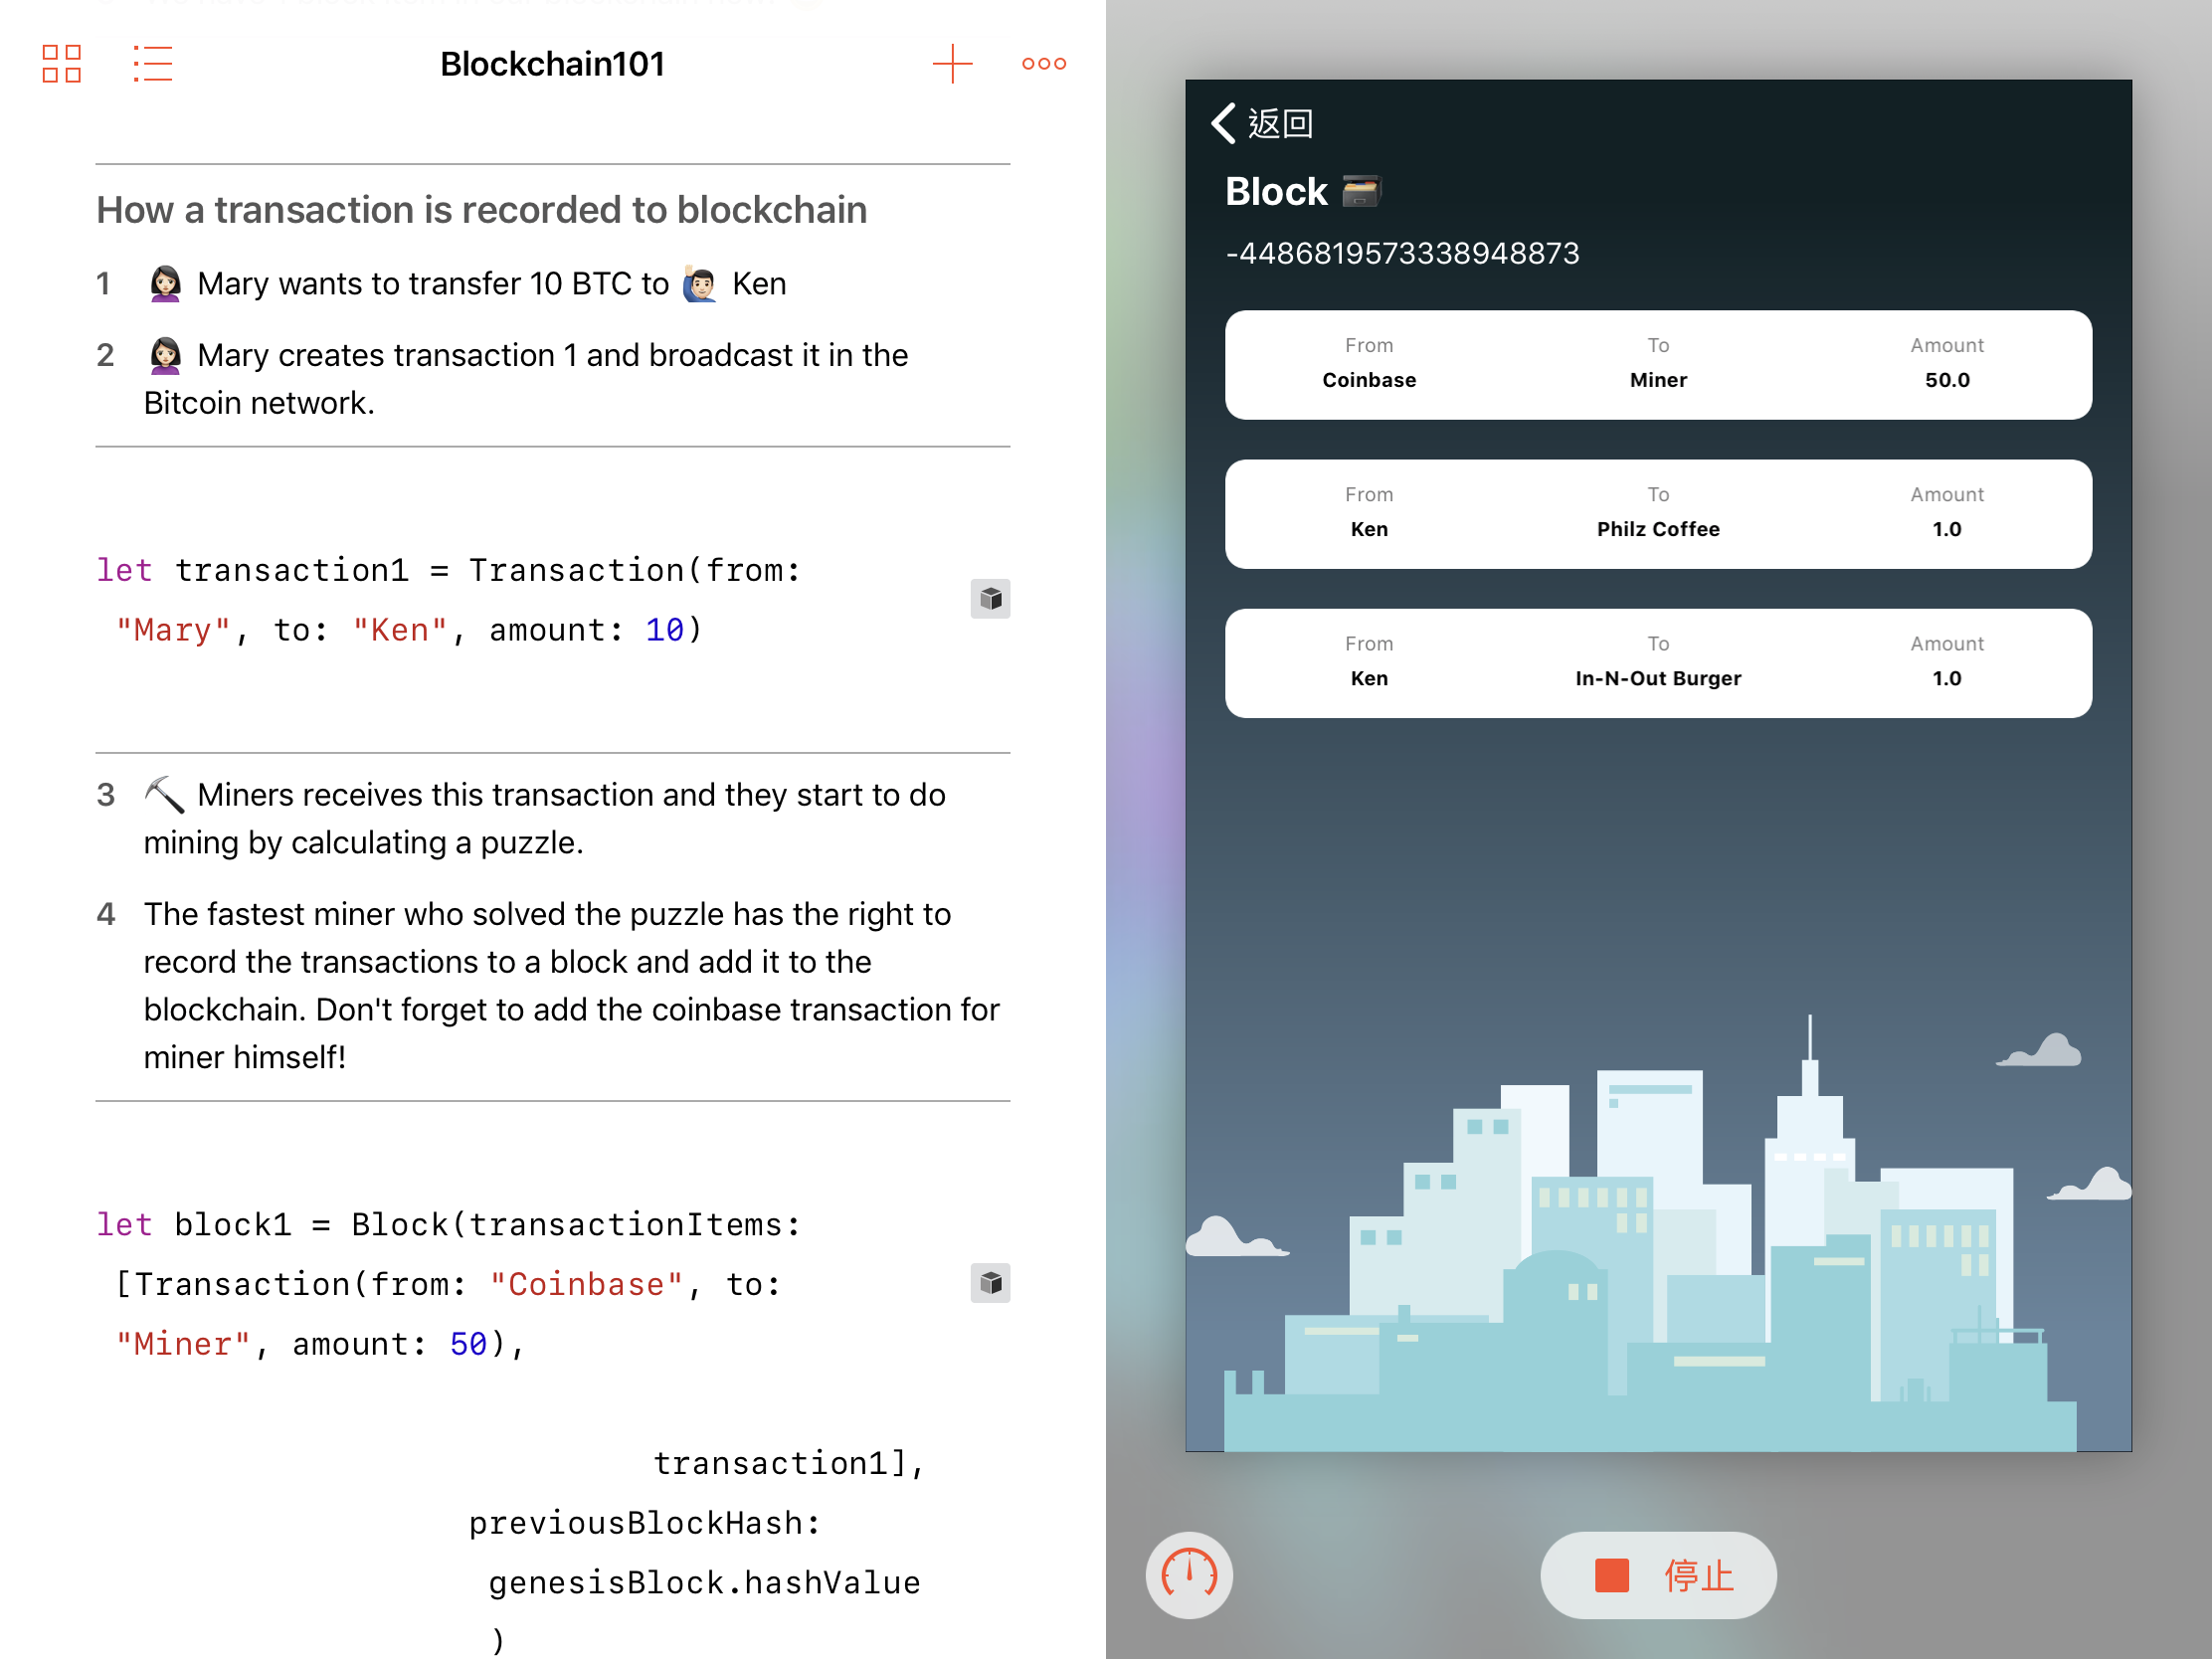 Blockchain101
How a transaction is recorded to blockchain
1 Mary wants to transfer 10 BTC to Ken
2 Mary creates transaction 1 and broadcast it in the
Bitcoin network.
let transaction1 = Transaction(from:
"Mary", to: "Ken", amount: 10)
3 Miners receives this transaction and they start to do
mining by calculating a puzzle.
4 The fastest miner who solved the puzzle has the right to
record the transactions to a block and add it to the
blockchain. Don't forget to add the coinbase transaction for
miner himself!
let block1 = Block(transactionItems:
[Transaction(from: "Coinbase", to:
"Miner", amount: 50),
transaction1],
previousBlockHash:
genesisBlock.hashValue
)
返回
Block
-4486819573338948873
From To Amount
Coinbase Miner 50.0
From To Amount
Ken Philz Coffee 1.0
From To Amount
Ken In-N-Out Burger 1.0
停止